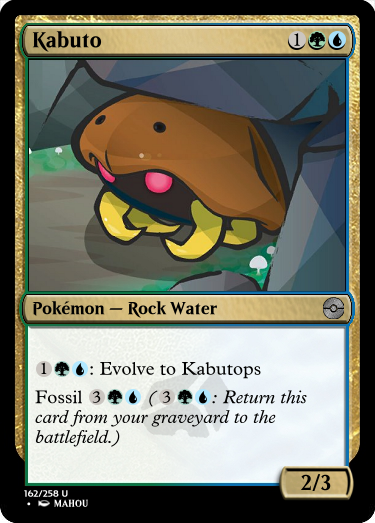 Kabuto 1
Pokémon — Rock Water
1: Evolve to Kabutops
Fossil 3 ( 3: Return this
card from your graveyard to the
battlefield.)
2/3
162/258 U
• MAHOU